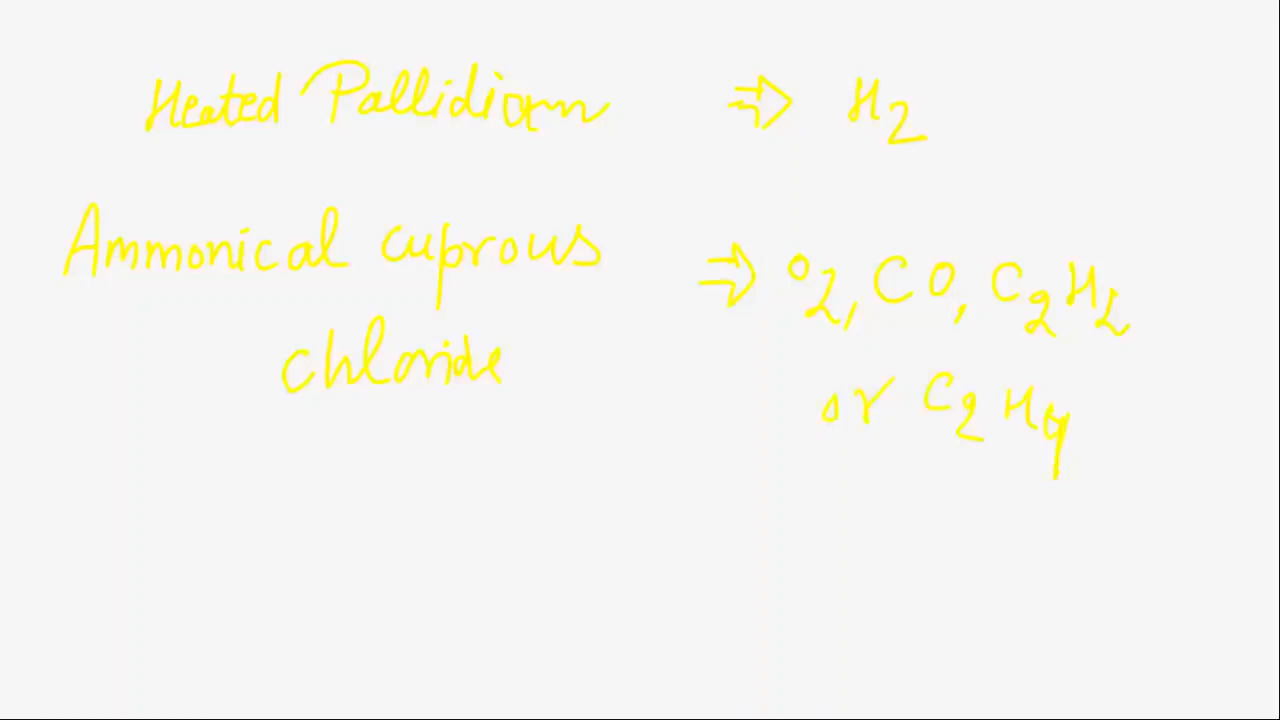 Heated Pallidium ⇒ H2
Ammonical cuprous
⇒ O2, CO, C2H2
chloride
or C2H4